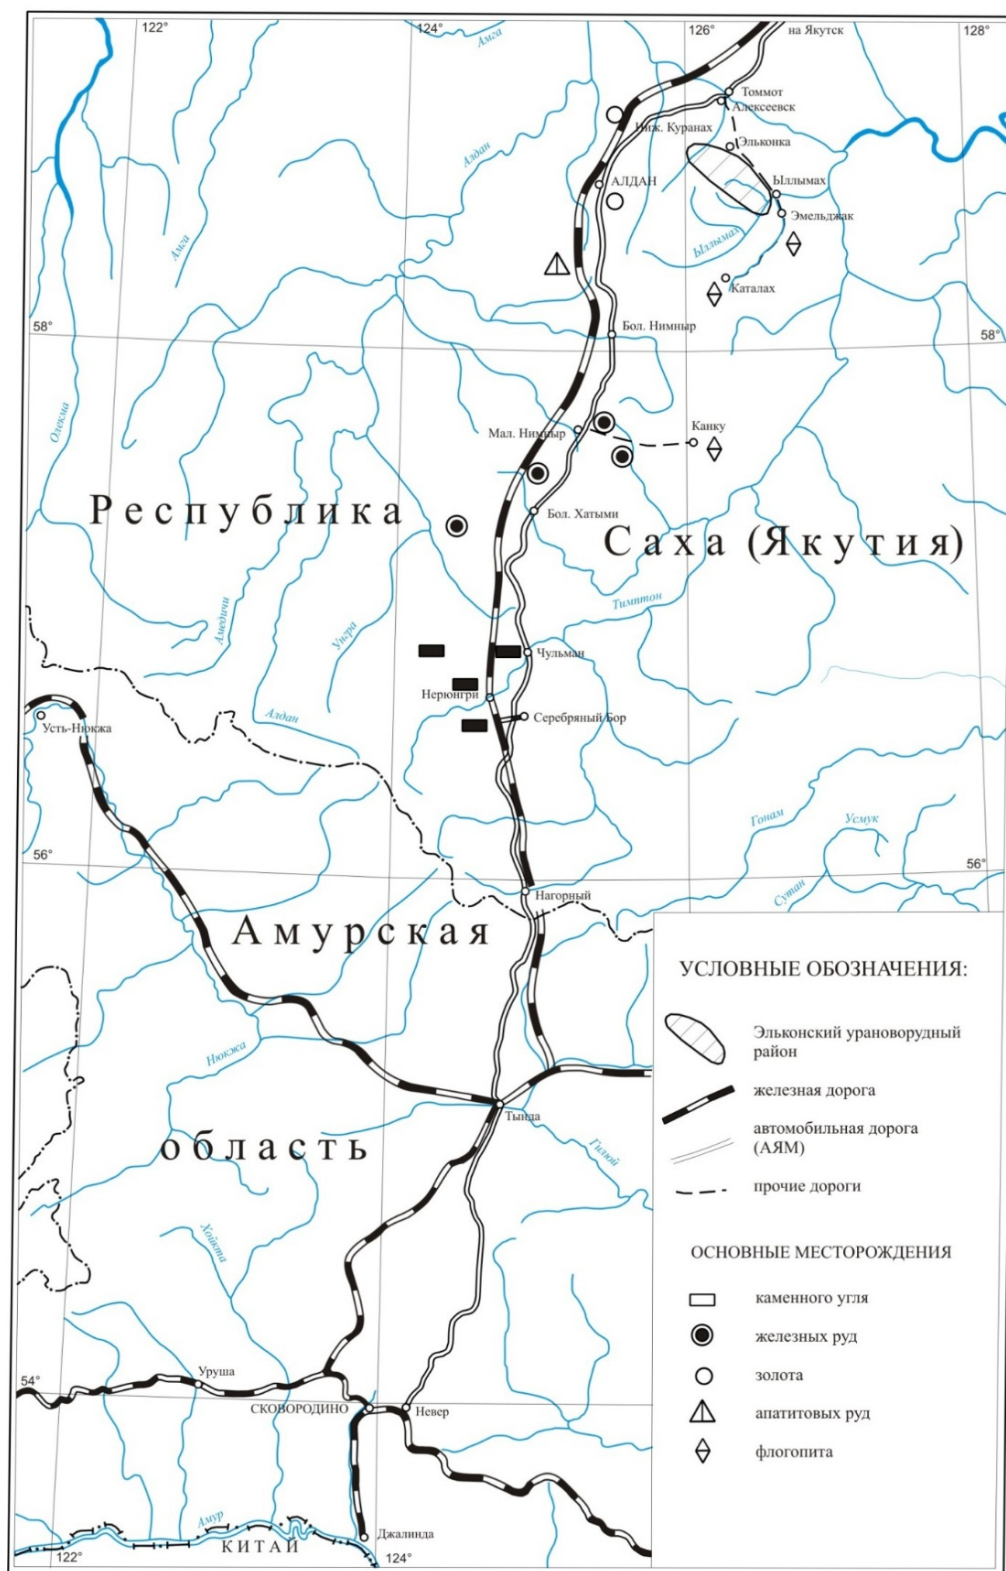 122°
124°
126°
128°
на Якутск
Амга
Томмот
Алексеевск
Ниж. Куранах
Эльконка
Алдан
АЛДАН
Ыллымах
Эмельджак
Амга
Ыллымах
Каталах
58°
Бол. Нимныр
58°
Олекма
Мал. Нимныр
Канку
Республика
Бол. Хатыми
Саха (Якутия)
Амедичи
Унгра
Тимптон
Чульман
Нерюнгри
Усть-Нюкжа
Алдан
Серебряный Бор
Гонам
Усмук
56°
56°
Сутан
Нагорный
Амурская
УСЛОВНЫЕ ОБОЗНАЧЕНИЯ:
Эльконский урановорудный
район
Нюкжа
железная дорога
Тында
автомобильная дорога
(АЯМ)
область
Гилюй
прочие дороги
Хойкта
ОСНОВНЫЕ МЕСТОРОЖДЕНИЯ
каменного угля
железных руд
золота
апатитовых руд
флогопита
Уруша
54°
СКОВОРОДИНО
Невер
Амур
Джалинда
КИТАЙ
122°
124°